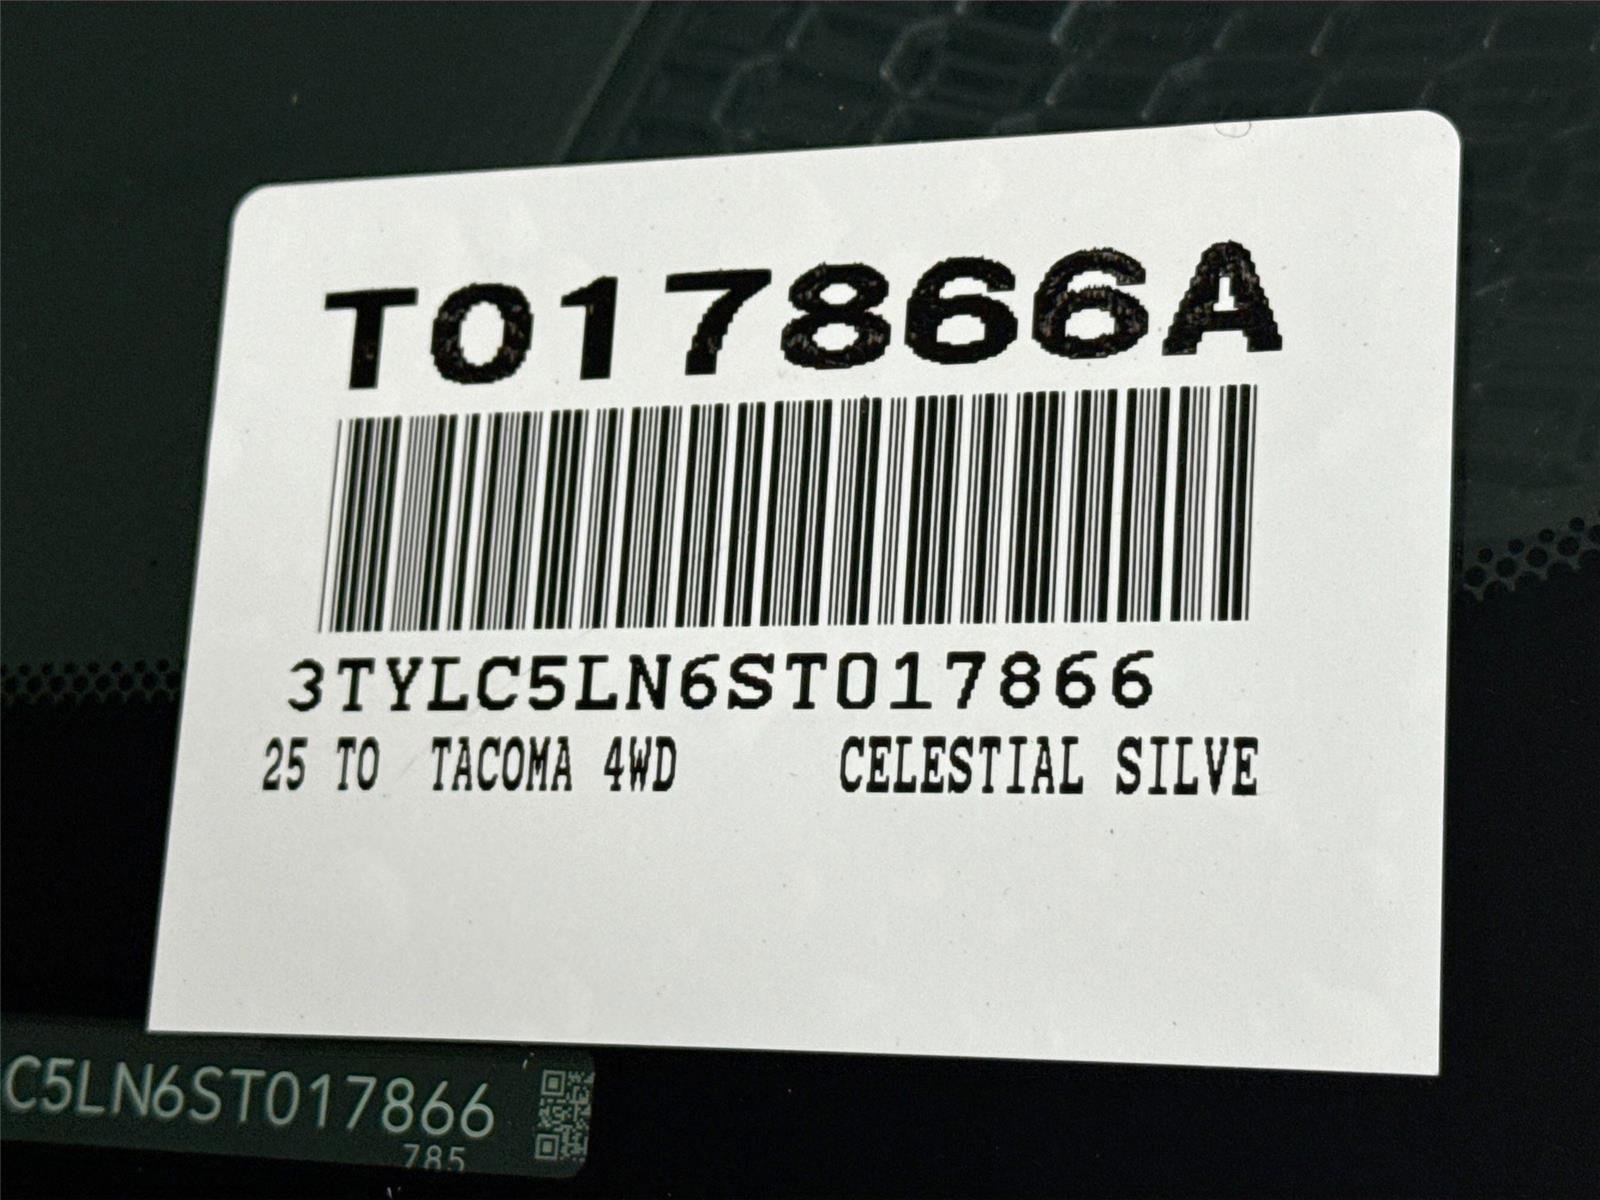 T017866A
3TYLC5LN6ST017866
25 TO TACOMA 4WD CELESTIAL SILVE
C5LN6ST017866
785